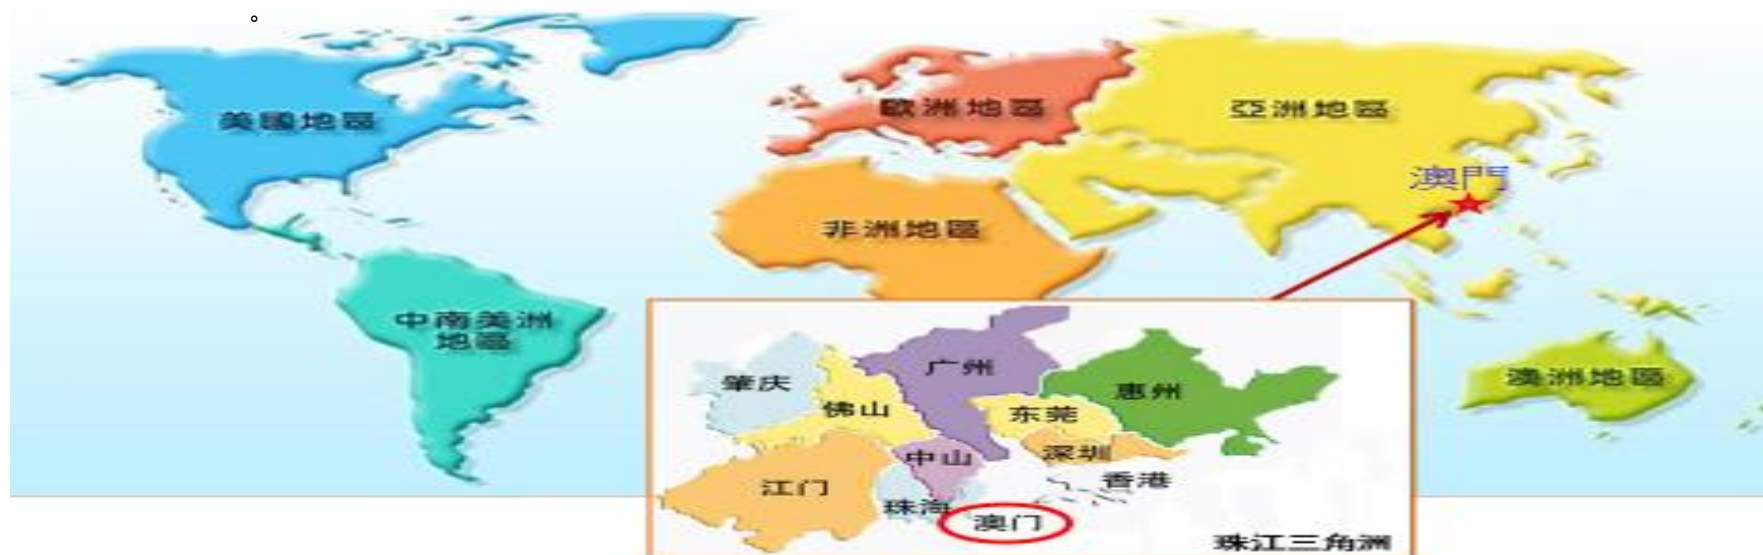 。
美國地區
歐洲地區
亞洲地區
澳門
非洲地區
中南美洲
地區
澳洲地區
广州
肇庆
惠州
佛山
东莞
中山
深圳
香港
江门
珠海
澳门
珠江三角洲